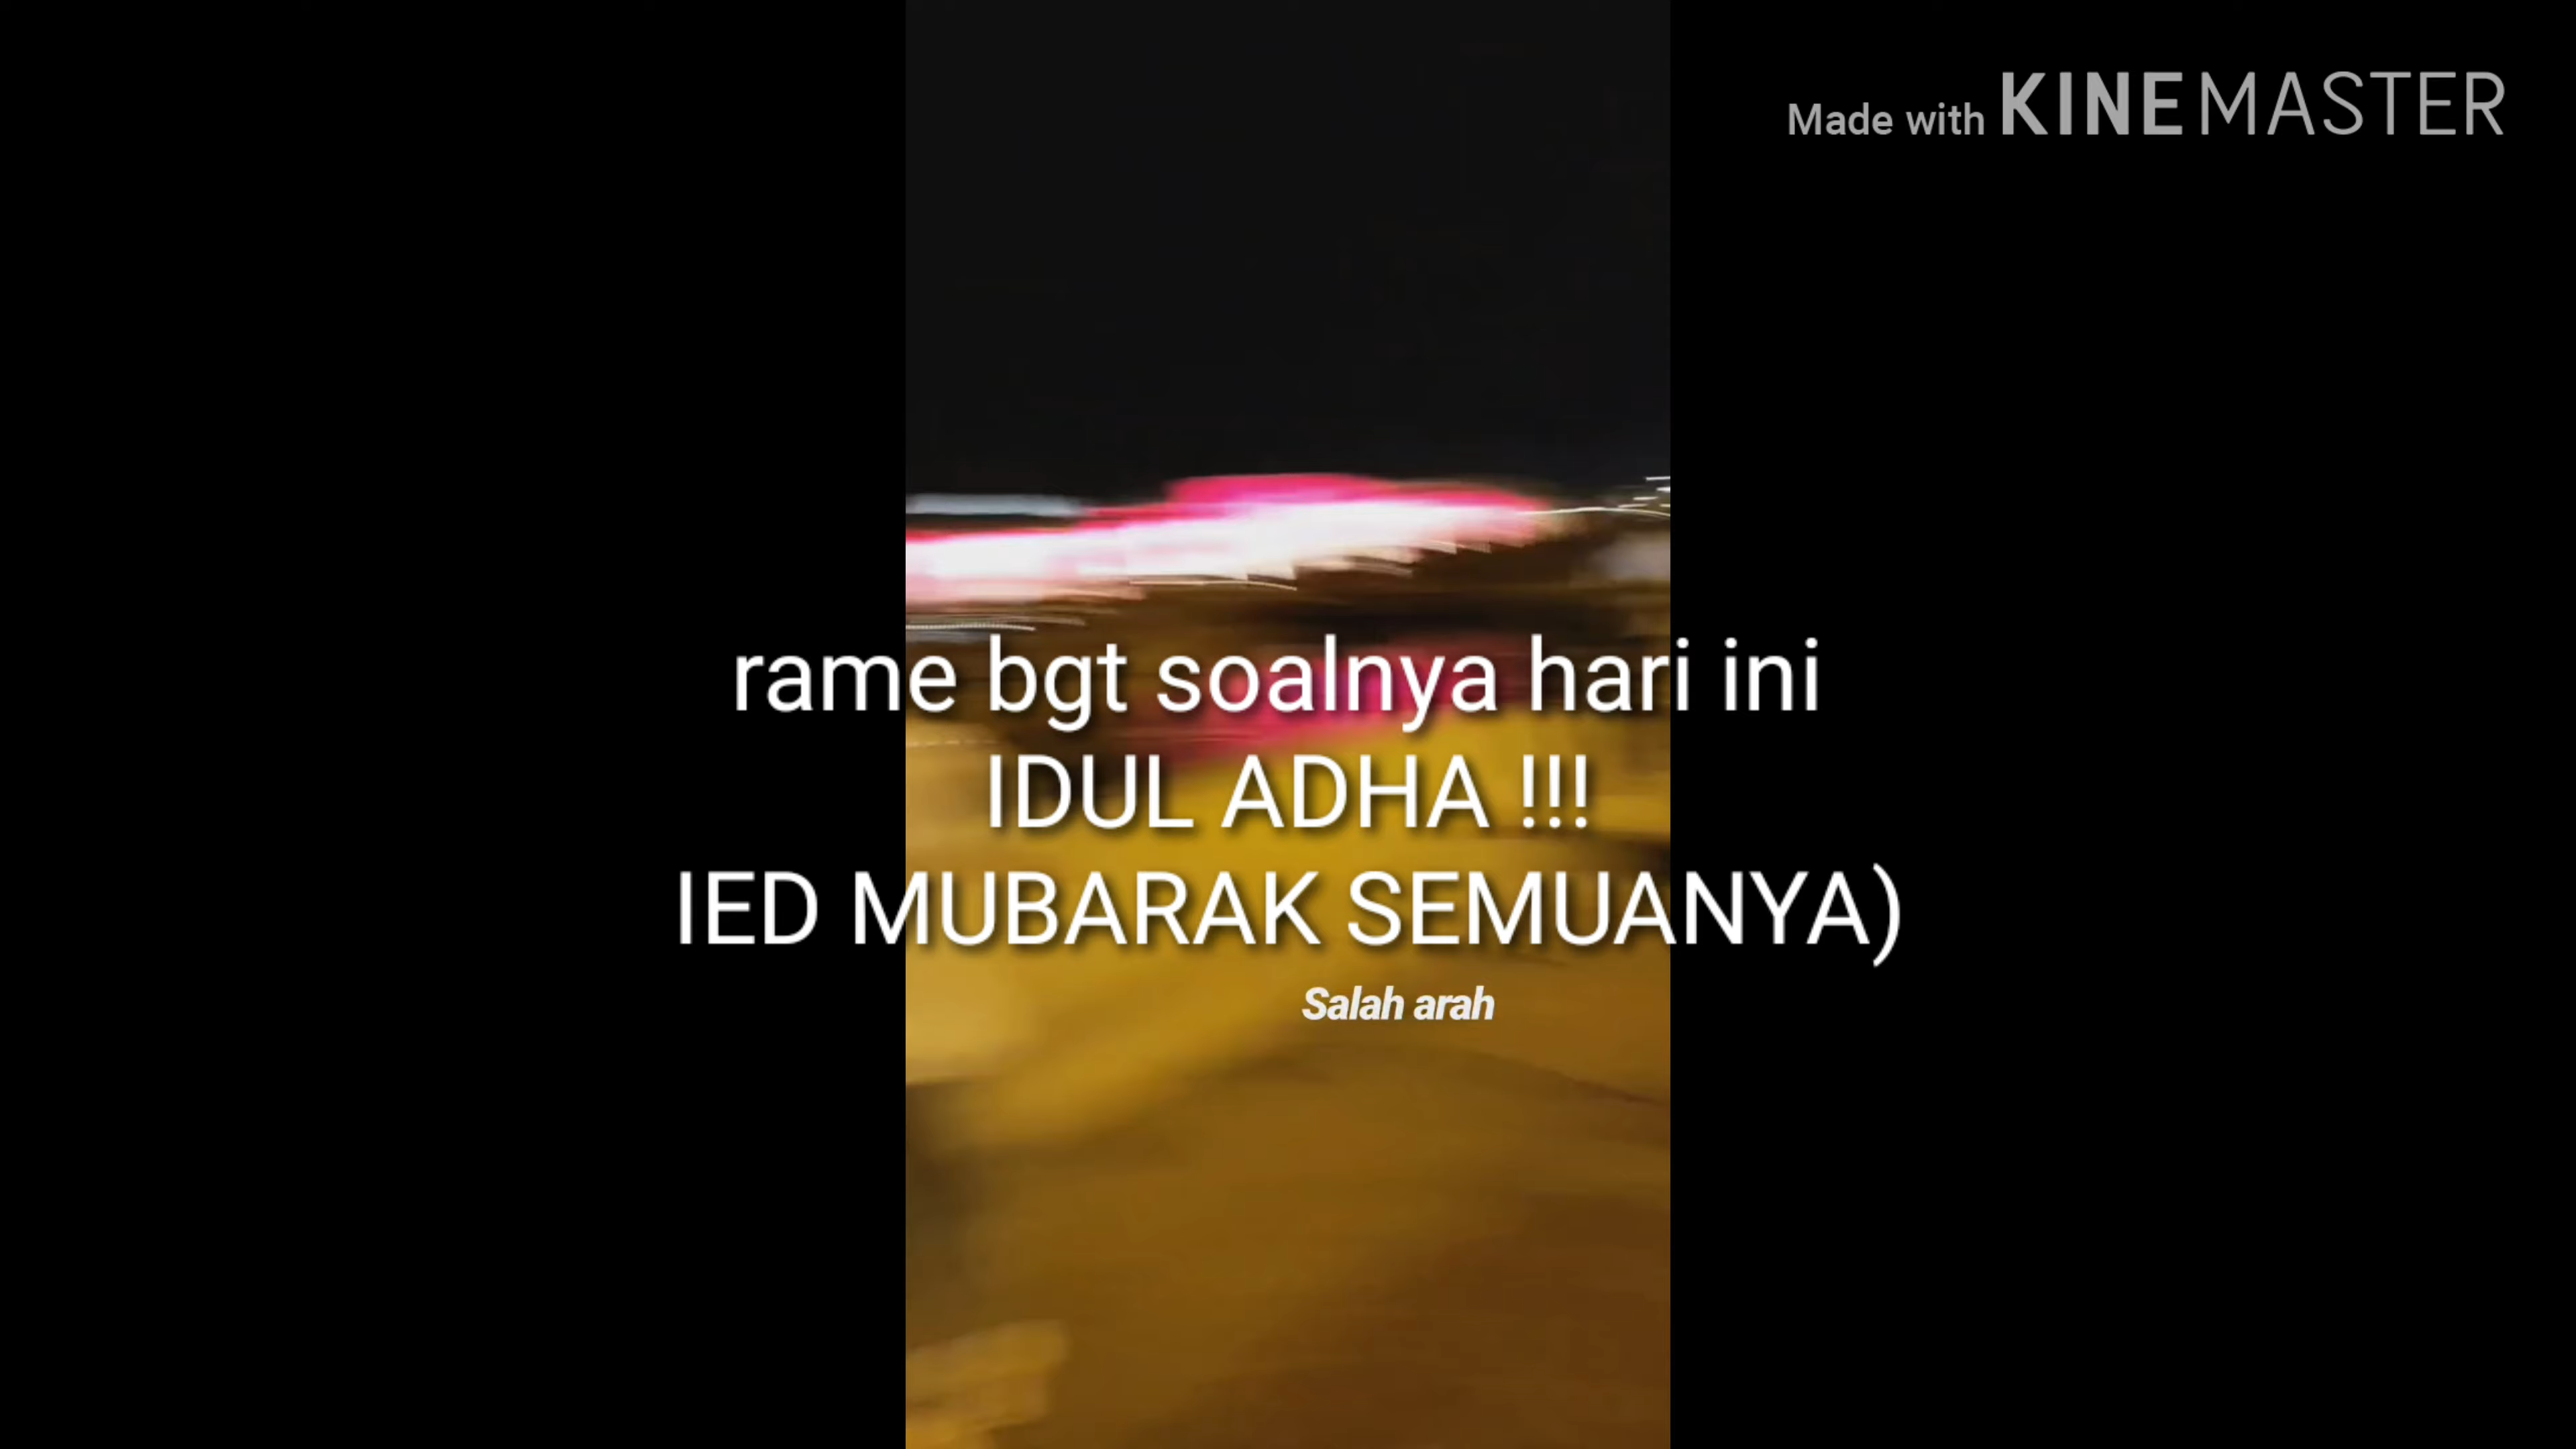 Made with KINEMASTER
rame bgt soalnya hari ini
IDUL ADHA !!!
IED MUBARAK SEMUANYA)
Salah arah